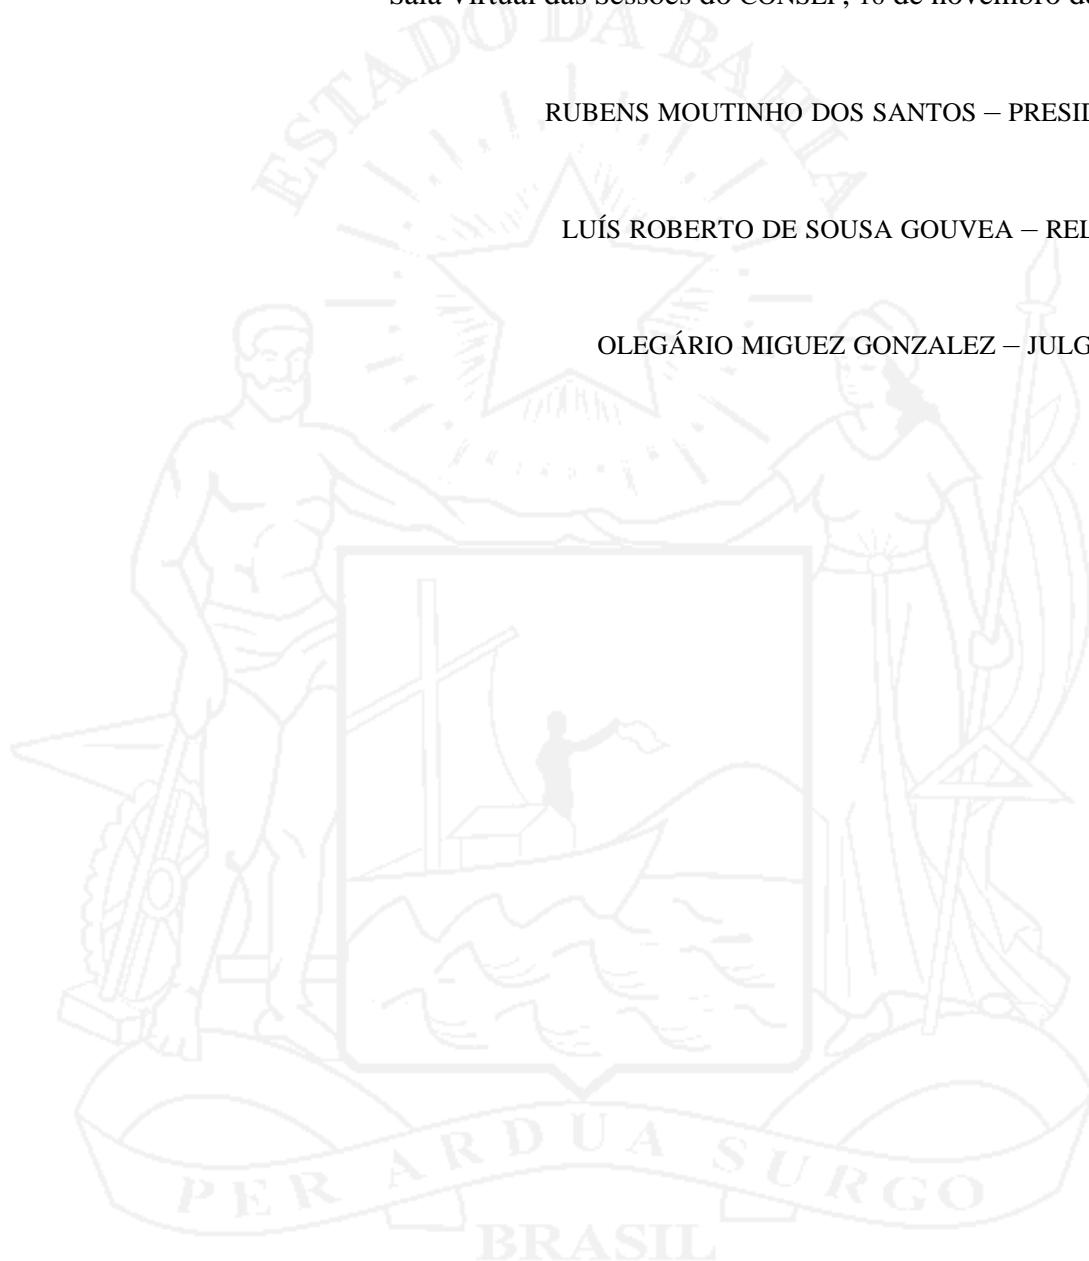 RUBENS MOUTINHO DOS SANTOS – PRESI
LUÍS ROBERTO DE SOUSA GOUVEA – REL
OLEGÁRIO MIGUEZ GONZALEZ – JULG
ESTADO DA BAHIA
PER ARDUA SURGO
BRASIL